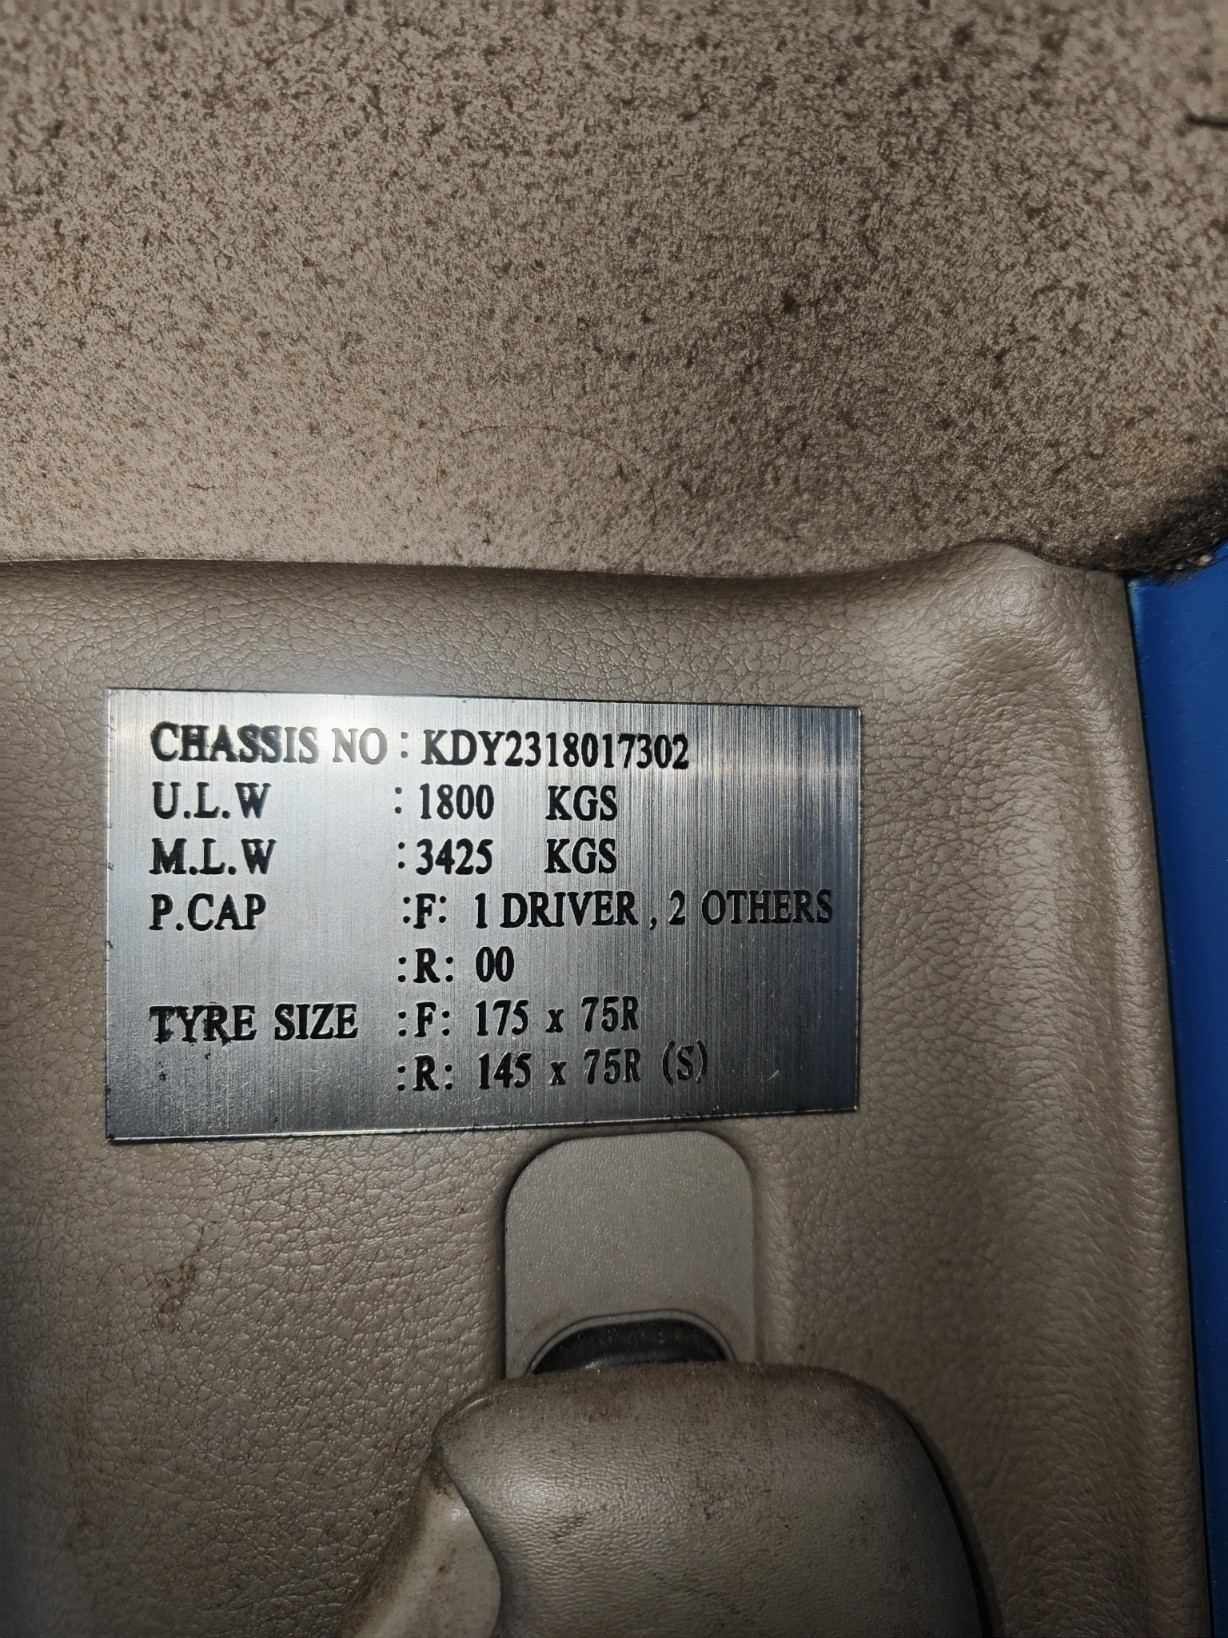 CHASSIS NO : KDY2318017302
U.L.W : 1800 KGS
M.L.W : 3425 KGS
P.CAP :F: 1 DRIVER , 2 OTHERS
:R: 00
TYRE SIZE :F: 175 x 75R
:R: 145 x 75R (S)